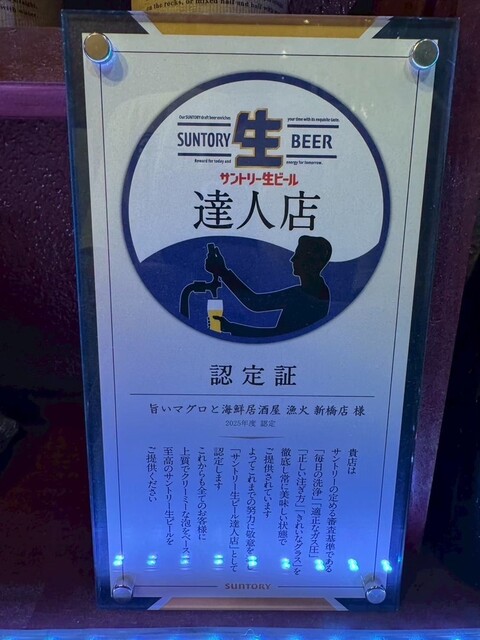 the rocks, or mixed half and half
Our SUNTORY draft beer enriches
your time with its exquisite taste.
SUNTORY 生 BEER
Reward for today and
energy for tomorrow.
サントリー生ビール
達人店
認定証
旨いマグロと海鮮居酒屋 漁火 新橋店 様
2025年度 認定
貴店は
サントリーの定める審査基準である
「毎日の洗浄」「適正なガス圧」
「正しい注ぎ方」「きれいなグラス」を
徹底し常に美味しい状態で
ご提供されています
よってこれまでの努力に敬意を
「サントリー生ビール達人店」として
認定します
これからも全てのお客様に
上質でクリーミーな泡をベースに
至高のサントリー生ビールを
ご提供ください
SUNTORY